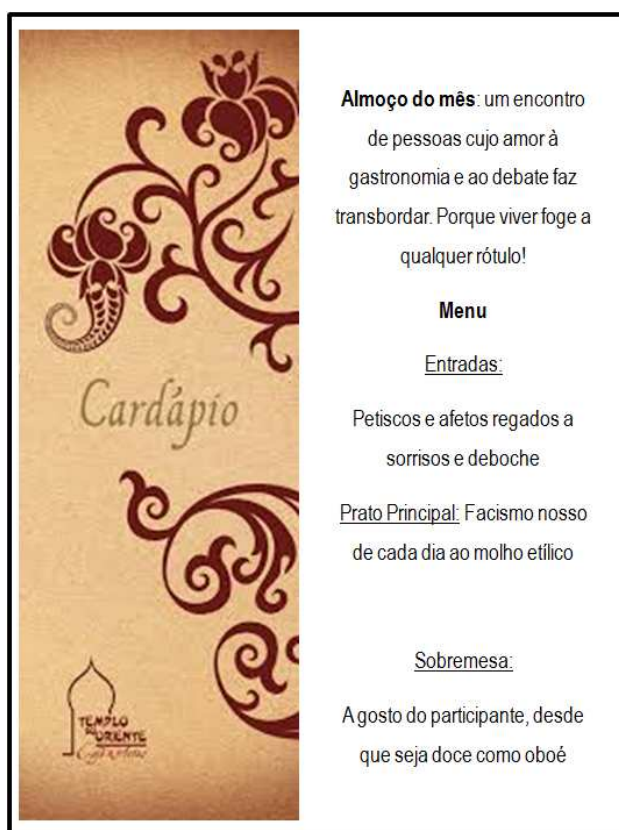 Cardápio
TEMPLO
DO ORIENTE
Almoço do mês: um encontro
de pessoas cujo amor à
gastronomia e ao debate faz
transbordar. Porque viver foge a
qualquer rótulo!
Menu
Entradas:
Petiscos e afetos regados a
sorrisos e deboche
Prato Principal: Facismo nosso
de cada dia ao molho etílico
Sobremesa:
A gosto do participante, desde
que seja doce como oboé